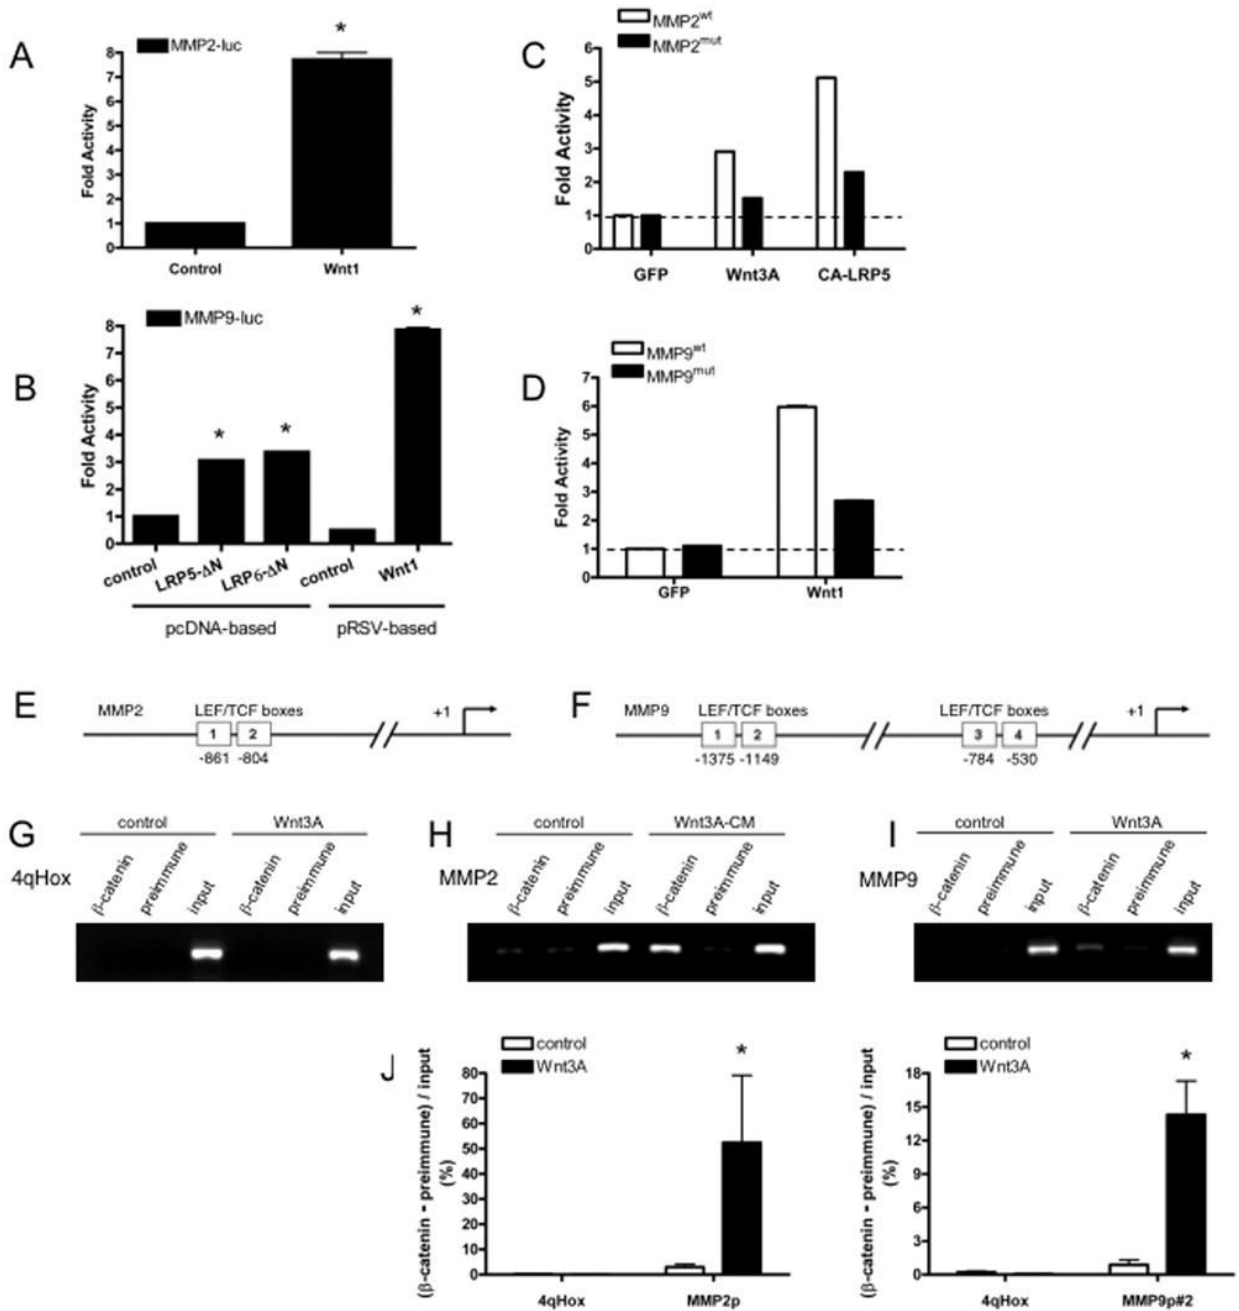 A
MMP2-luc
*
Fold Activity
8
7
6
5
4
3
2
1
0
Control Wnt1
B
MMP9-luc
* * *
Fold Activity
8
7
6
5
4
3
2
1
0
control LRP5-ΔN LRP6-ΔN control Wnt1
pcDNA-based pRSV-based
C
MMP2wt
MMP2mut
Fold Activity
6
5
4
3
2
1
0
GFP Wnt3A CA-LRP5
D
MMP9wt
MMP9mut
Fold Activity
7
6
5
4
3
2
1
0
GFP Wnt1
E
MMP2 LEF/TCF boxes +1
1 2
-861 -804
F
MMP9 LEF/TCF boxes LEF/TCF boxes +1
1 2 3 4
-1375 -1149 -784 -530
G
control Wnt3A
4qHox
β-catenin preimmune input β-catenin preimmune input
H
control Wnt3A-CM
MMP2
β-catenin preimmune input β-catenin preimmune input
I
control Wnt3A
MMP9
β-catenin preimmune input β-catenin preimmune input
J
control
Wnt3A
*
(β-catenin - preimmune) / input
(%)
80
70
60
50
40
30
20
10
0
4qHox MMP2p
control
Wnt3A
*
(β-catenin - preimmune) / input
(%)
18
15
12
9
6
3
0
4qHox MMP9p#2